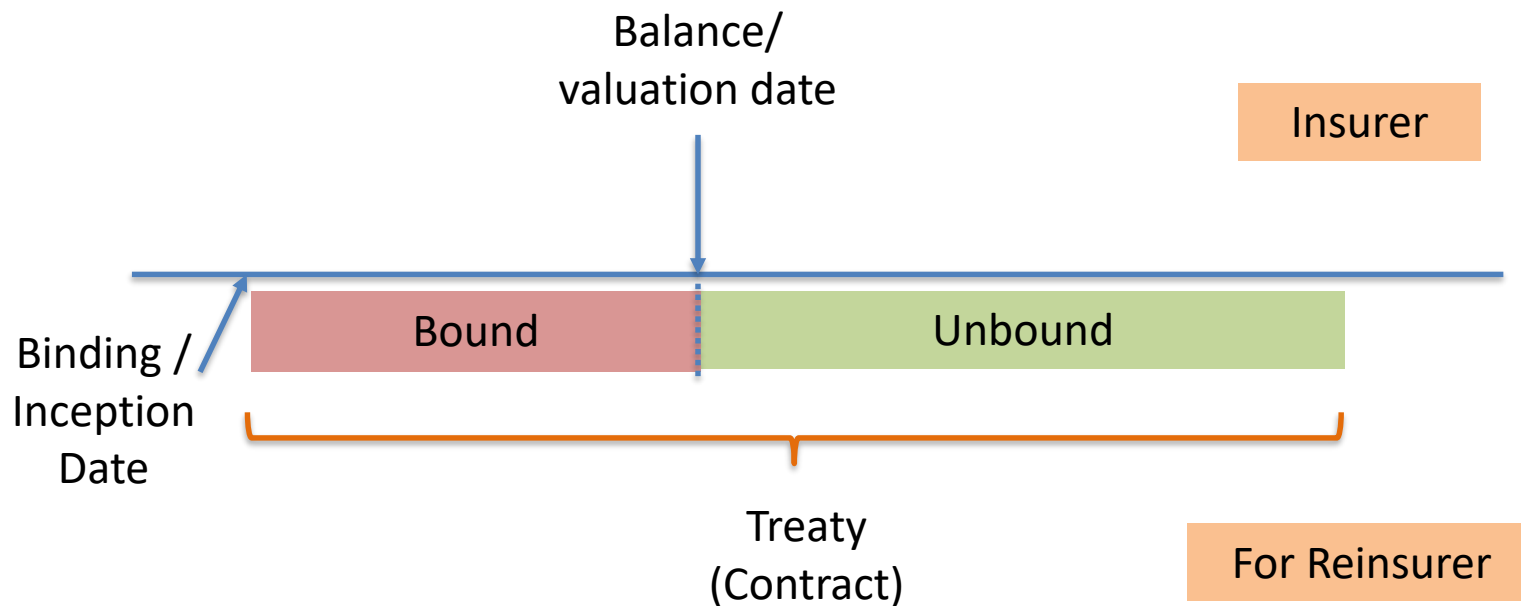 Balance/
valuation date
Insurer
Bound
Unbound
Binding /
Inception
Date
Treaty
(Contract)
For Reinsurer